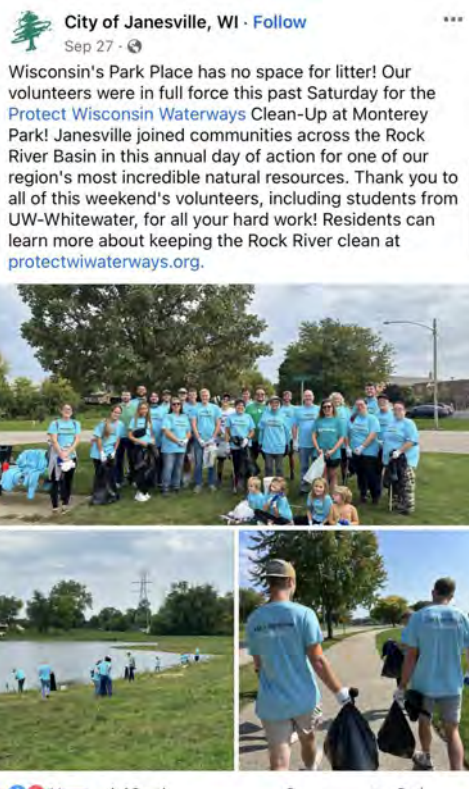 City of Janesville, WI · Follow
Sep 27 ·
Wisconsin's Park Place has no space for litter! Our
volunteers were in full force this past Saturday for the
Protect Wisconsin Waterways Clean-Up at Monterey
Park! Janesville joined communities across the Rock
River Basin in this annual day of action for one of our
region's most incredible natural resources. Thank you to
all of this weekend's volunteers, including students from
UW-Whitewater, for all your hard work! Residents can
learn more about keeping the Rock River clean at
protectwiwaterways.org.